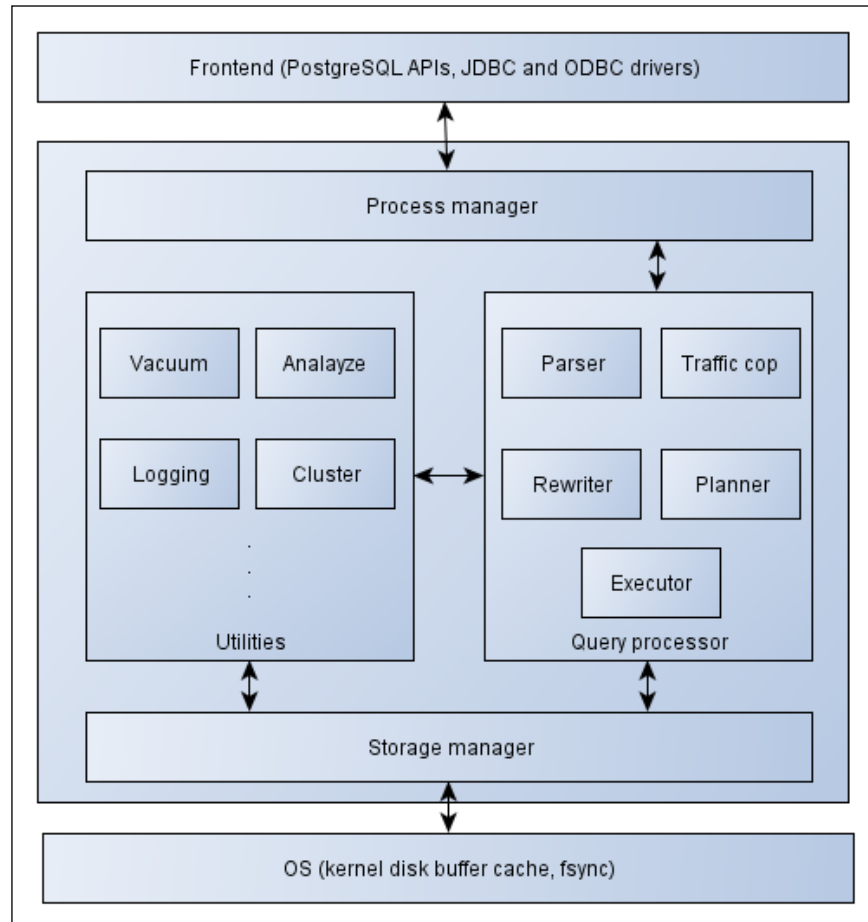 Frontend (PostgreSQL APIs, JDBC and ODBC drivers)
Process manager
Vacuum
Analayze
Logging
Cluster
.
.
.
Utilities
Parser
Traffic cop
Rewriter
Planner
Executor
Query processor
Storage manager
OS (kernel disk buffer cache, fsync)